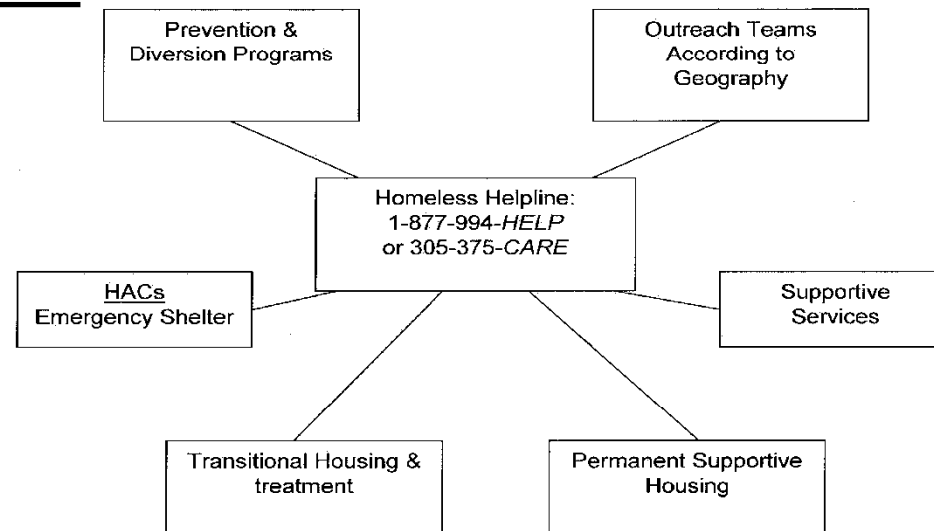 Prevention &
Diversion Programs
Outreach Teams
According to
Geography
Homeless Helpline:
1-877-994-HELP
or 305-375-CARE
HACs
Emergency Shelter
Supportive
Services
Transitional Housing &
treatment
Permanent Supportive
Housing